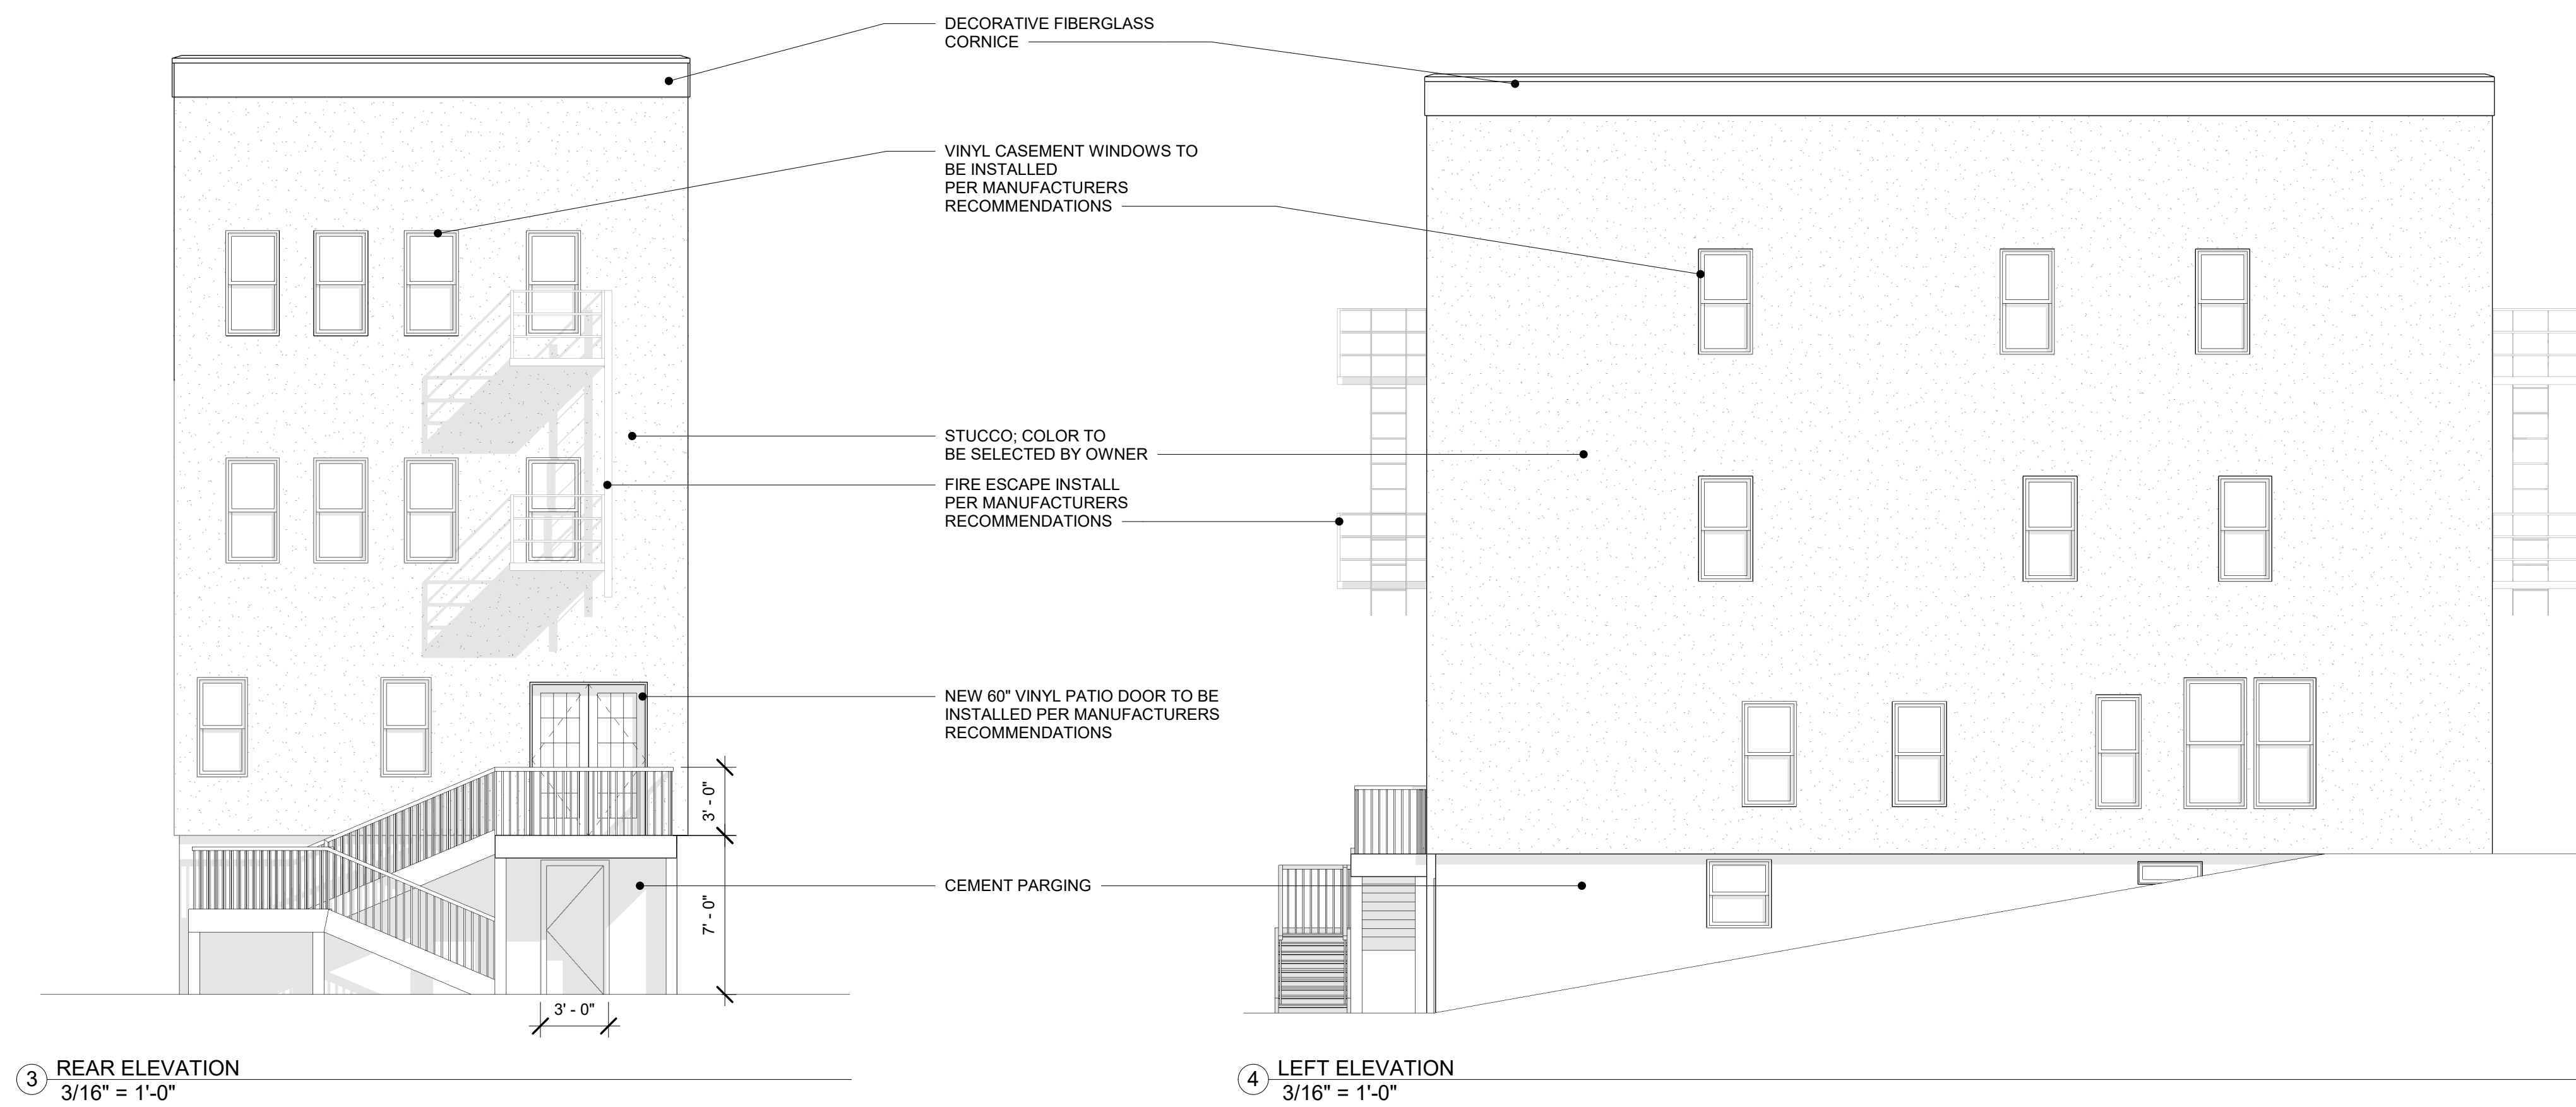 DECORATIVE FIBERGLASS
CORNICE
VINYL CASEMENT WINDOWS TO
BE INSTALLED
PER MANUFACTURERS
RECOMMENDATIONS
STUCCO; COLOR TO
BE SELECTED BY OWNER
FIRE ESCAPE INSTALL
PER MANUFACTURERS
RECOMMENDATIONS
NEW 60" VINYL PATIO DOOR TO BE
INSTALLED PER MANUFACTURERS
RECOMMENDATIONS
3' - 0"
7' - 0"
CEMENT PARGING
3' - 0"
3 REAR ELEVATION
3/16" = 1'-0"
4 LEFT ELEVATION
3/16" = 1'-0"